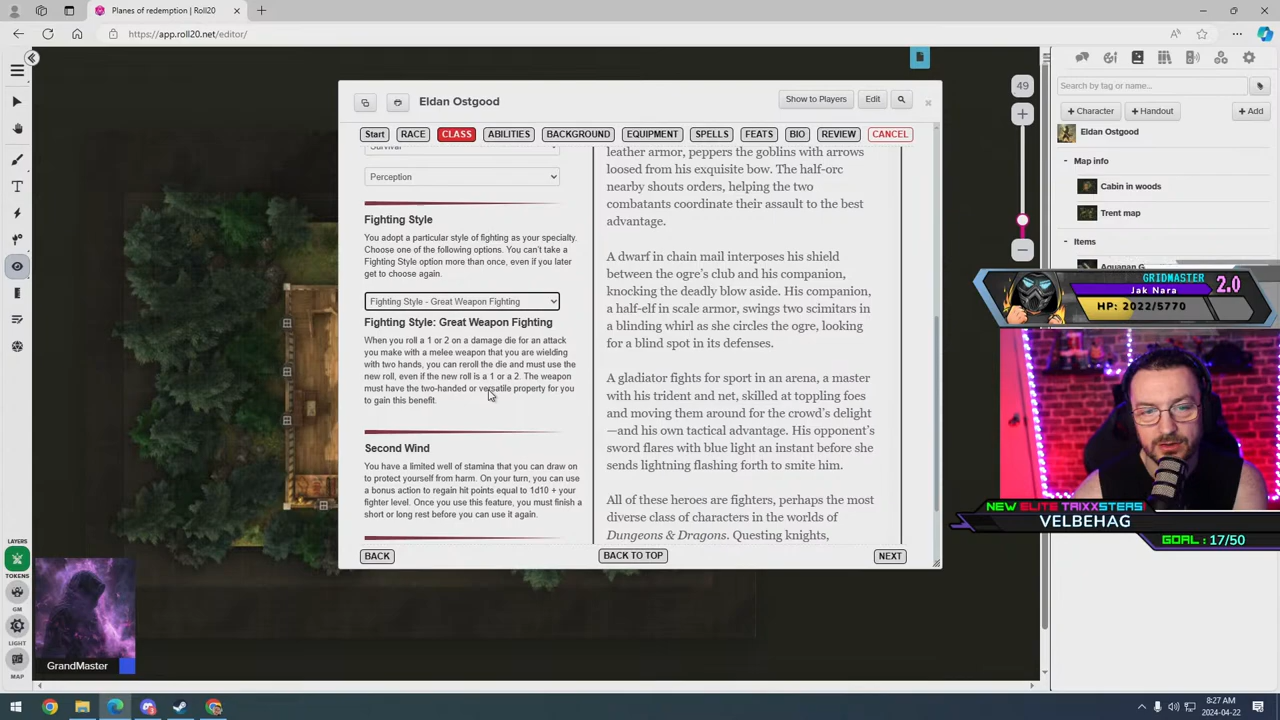 Planes of redemption | Roll20
https://app.roll20.net/editor/
Eldan Ostgood
Show to Players
Edit
Start
RACE
CLASS
ABILITIES
BACKGROUND
EQUIPMENT
SPELLS
FEATS
BIO
REVIEW
CANCEL
Survival
Perception
Fighting Style
You adopt a particular style of fighting as your specialty.
Choose one of the following options. You can't take a
Fighting Style option more than once, even if you later
get to choose again.
Fighting Style - Great Weapon Fighting
Fighting Style: Great Weapon Fighting
When you roll a 1 or 2 on a damage die for an attack
you make with a melee weapon that you are wielding
with two hands, you can reroll the die and must use the
new roll, even if the new roll is a 1 or a 2. The weapon
must have the two-handed or versatile property for you
to gain this benefit.
Second Wind
You have a limited well of stamina that you can draw on
to protect yourself from harm. On your turn, you can use
a bonus action to regain hit points equal to 1d10 + your
fighter level. Once you use this feature, you must finish a
short or long rest before you can use it again.
leather armor, peppers the goblins with arrows
loosed from his exquisite bow. The half-orc
nearby shouts orders, helping the two
combatants coordinate their assault to the best
advantage.
A dwarf in chain mail interposes his shield
between the ogre's club and his companion,
knocking the deadly blow aside. His companion,
a half-elf in scale armor, swings two scimitars in
a blinding whirl as she circles the ogre, looking
for a blind spot in its defenses.
A gladiator fights for sport in an arena, a master
with his trident and net, skilled at toppling foes
and moving them around for the crowd's delight
—and his own tactical advantage. His opponent's
sword flares with blue light an instant before she
sends lightning flashing forth to smite him.
All of these heroes are fighters, perhaps the most
diverse class of characters in the worlds of
Dungeons & Dragons. Questing knights,
BACK
BACK TO TOP
NEXT
49
Search by tag or name...
+ Character
+ Handout
+ Add
Eldan Ostgood
Map info
Cabin in woods
Trent map
Items
Aquanan
GRIDMASTER
Jak Nara
2.0
HP: 2022/5770
NEW ELITE TRIXXSTERS!
VELBEHAG
GOAL : 17/50
LAYERS
TOKENS
GM
LIGHT
MAP
GrandMaster
8:27 AM
2024-04-22